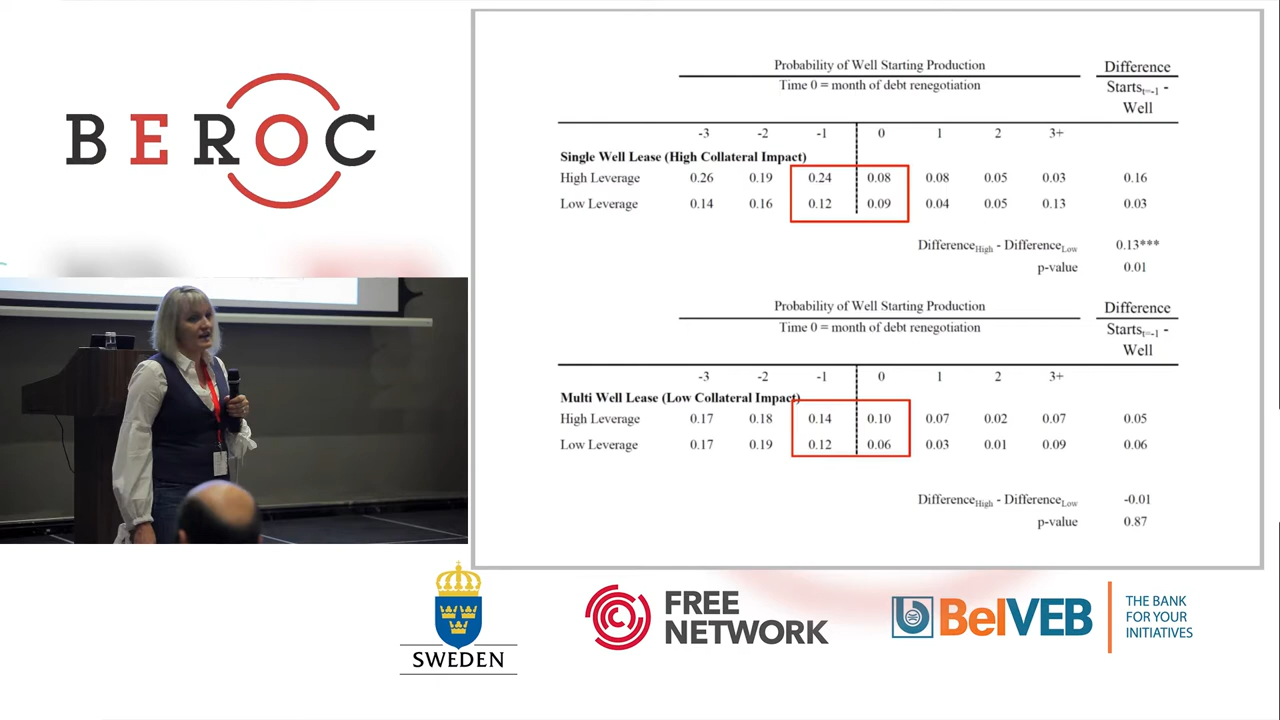 BEROC
Probability of Well Starting Production
Difference
Time 0 = month of debt renegotiation
Starts t=-1 -
Well
-3 -2 -1 0 1 2 3+
Single Well Lease (High Collateral Impact)
High Leverage 0.26 0.19 0.24 0.08 0.08 0.05 0.03 0.16
Low Leverage 0.14 0.16 0.12 0.09 0.04 0.05 0.13 0.03
Difference High - Difference Low 0.13***
p-value 0.01
Probability of Well Starting Production
Difference
Time 0 = month of debt renegotiation
Starts t=-1 -
Well
-3 -2 -1 0 1 2 3+
Multi Well Lease (Low Collateral Impact)
High Leverage 0.17 0.18 0.14 0.10 0.07 0.02 0.07 0.05
Low Leverage 0.17 0.19 0.12 0.06 0.03 0.01 0.09 0.06
Difference High - Difference Low -0.01
p-value 0.87
SWEDEN
FREE
NETWORK
BelVEB
THE BANK
FOR YOUR
INITIATIVES